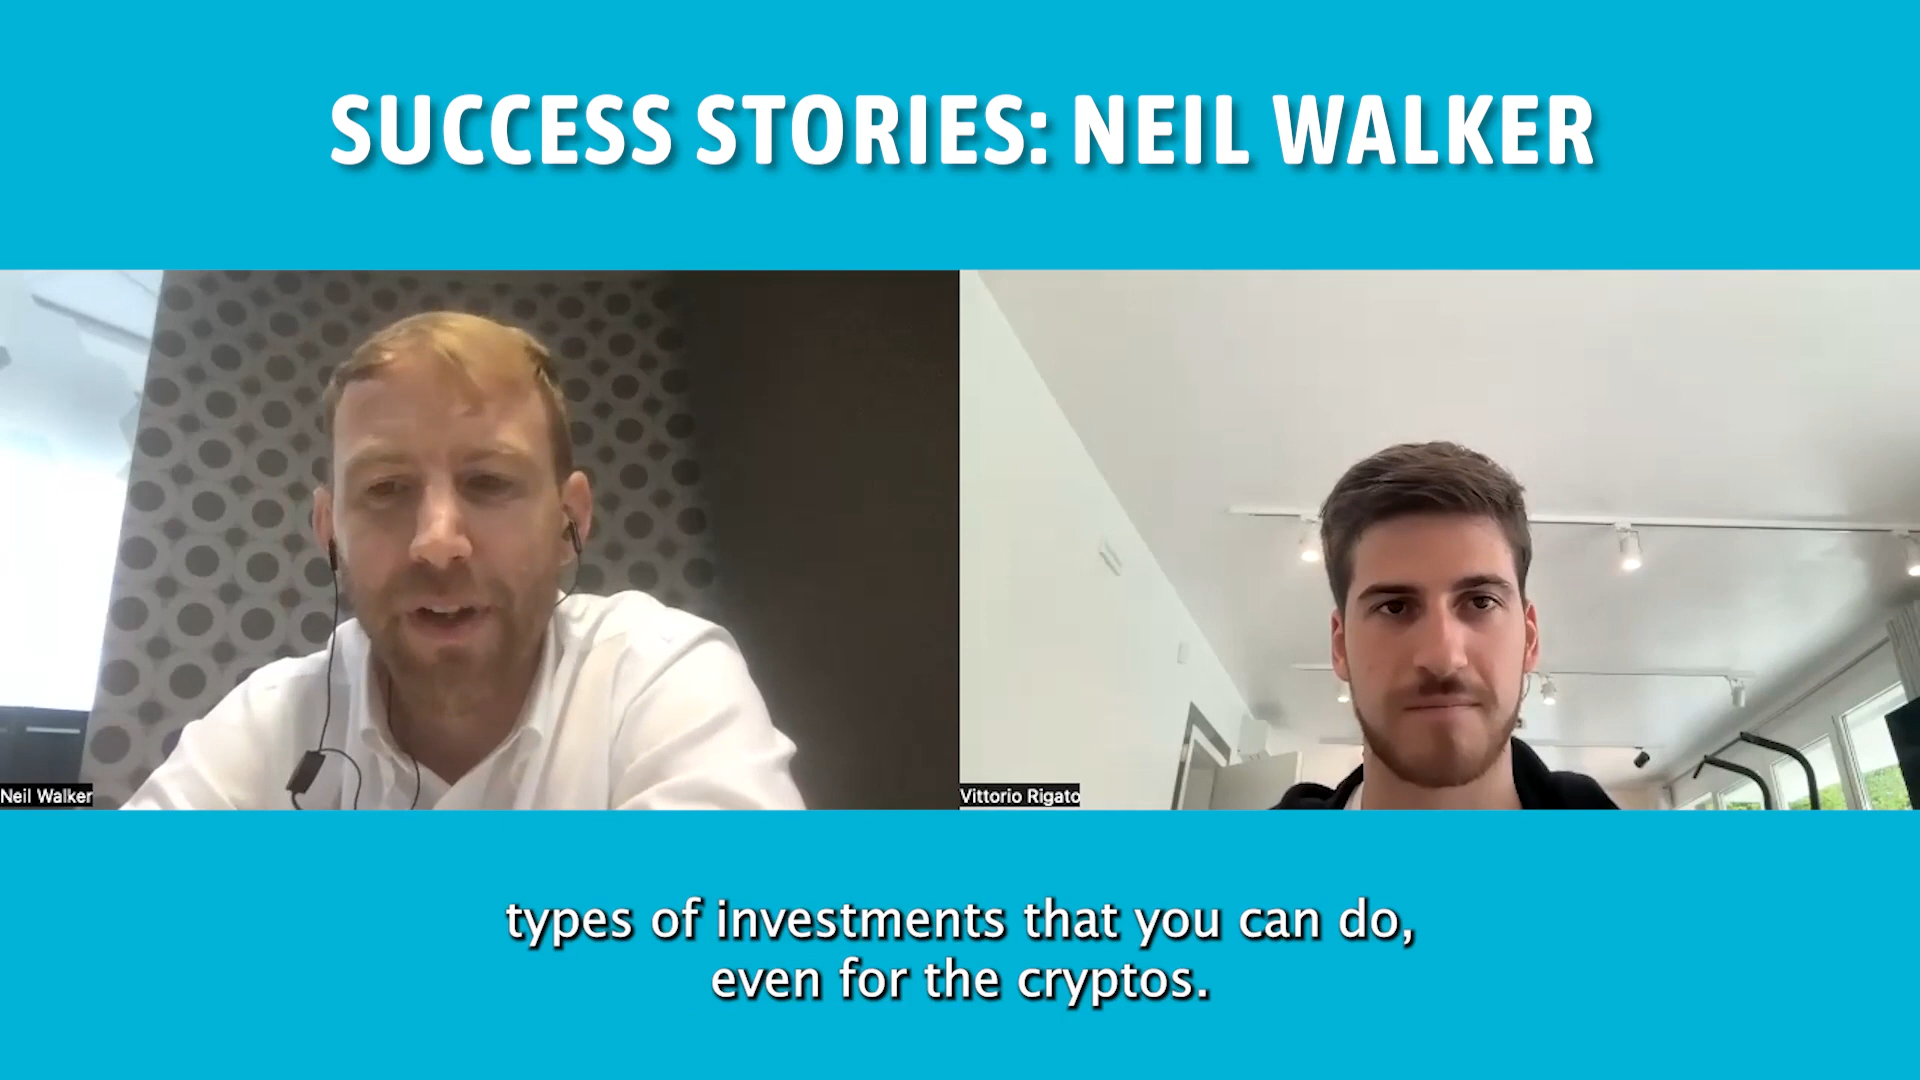 SUCCESS STORIES: NEIL WALKER
Neil Walker
Vittorio Rigato
types of investments that you can do,
even for the cryptos.